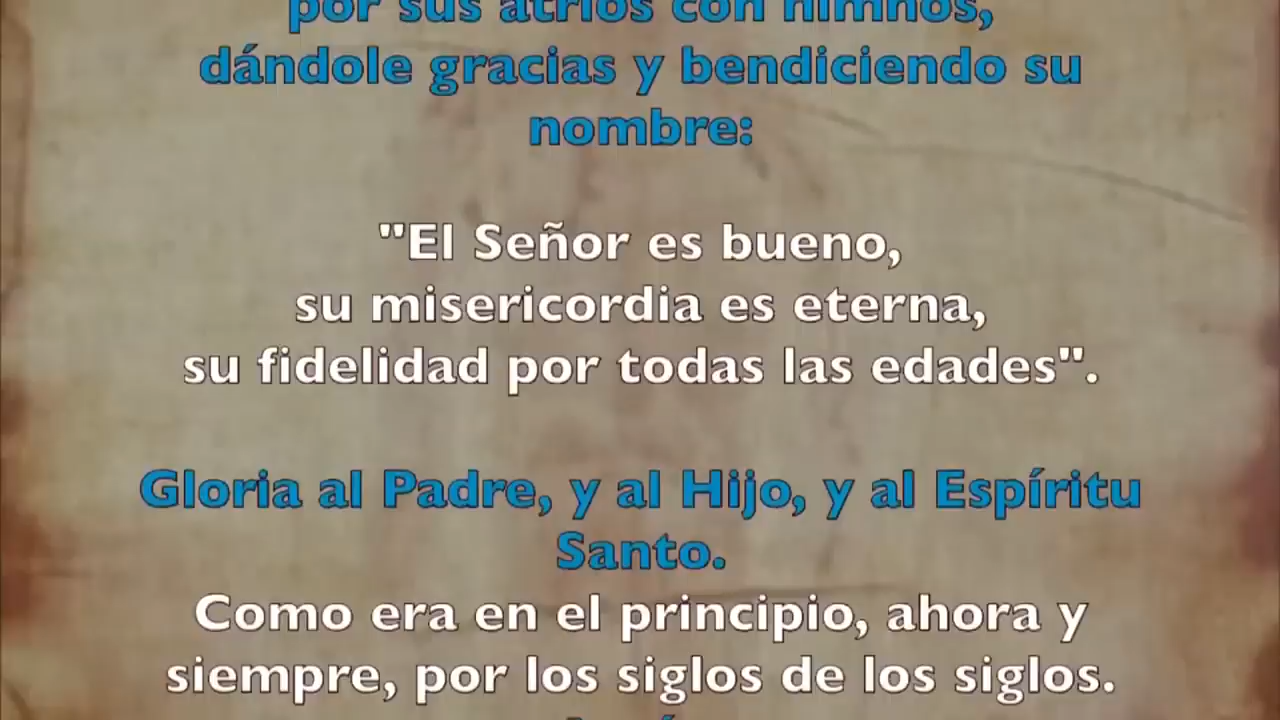 por sus atrios con himnos,
dándole gracias y bendiciendo su
nombre:
"El Señor es bueno,
su misericordia es eterna,
su fidelidad por todas las edades".
Gloria al Padre, y al Hijo, y al Espíritu
Santo.
Como era en el principio, ahora y
siempre, por los siglos de los siglos.